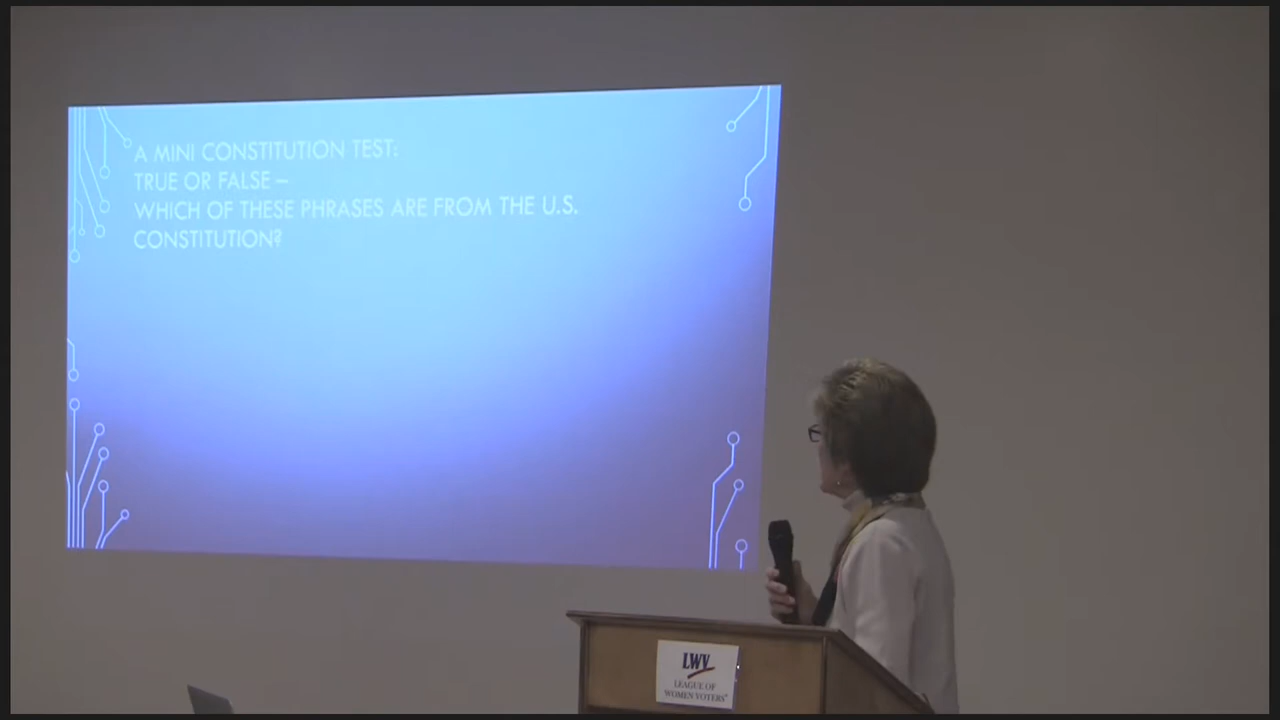 A MINI CONSTITUTION TEST:
TRUE OR FALSE –
WHICH OF THESE PHRASES ARE FROM THE U.S.
CONSTITUTION?
LWV
LEAGUE OF
WOMEN VOTERS®